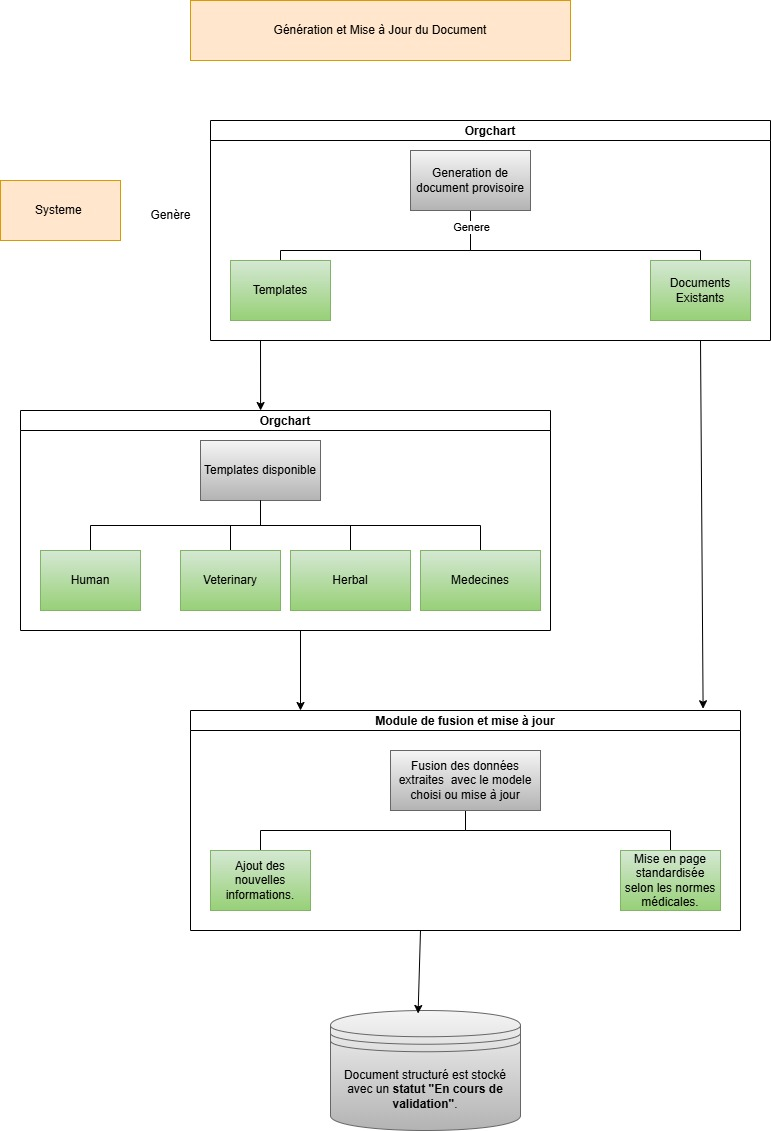 Génération et Mise à Jour du Document
Orgchart
Generation de
document provisoire
Systeme
Genère
Genere
Templates
Documents
Existants
Orgchart
Templates disponible
Human
Veterinary
Herbal
Medecines
Module de fusion et mise à jour
Fusion des données
extraites avec le modele
choisi ou mise à jour
Ajout des
nouvelles
informations.
Mise en page
standardisée
selon les normes
médicales.
Document structuré est stocké
avec un statut "En cours de
validation".